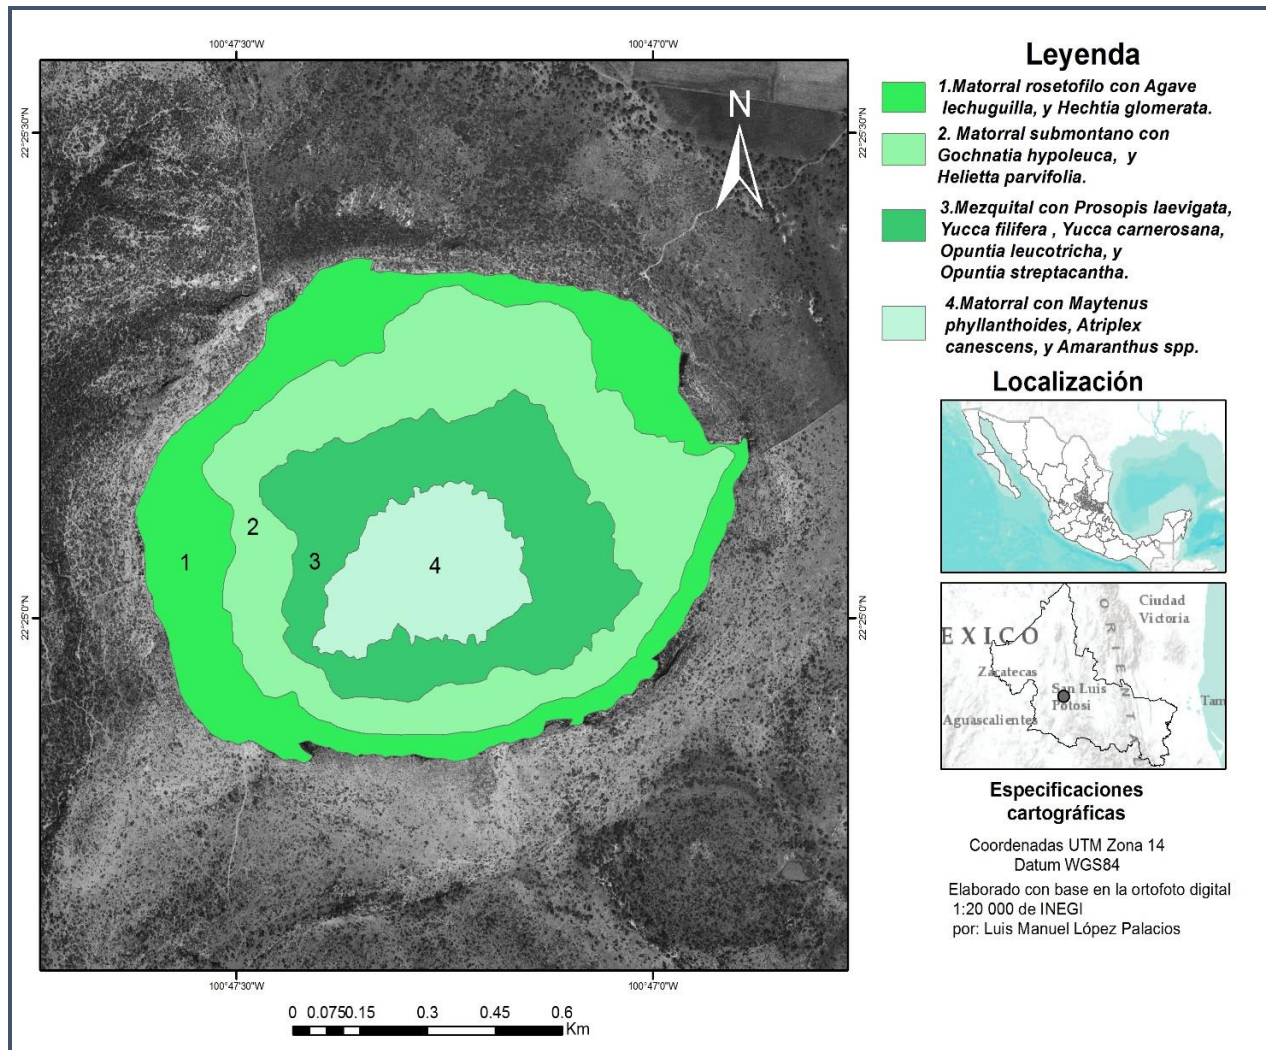 100°47'30"W
100°47'0"W
22°25'30"N
22°25'30"N
N
1
2
3
4
22°25'0"N
22°25'0"N
100°47'30"W
100°47'0"W
0 0.075 0.15 0.3 0.45 0.6
Km
Leyenda
1.Matorral rosetofilo con Agave
lechuguilla, y Hechtia glomerata.
2. Matorral submontano con
Gochnatia hypoleuca, y
Helietta parvifolia.
3.Mezquital con Prosopis laevigata,
Yucca filifera , Yucca carnerosana,
Opuntia leucotricha, y
Opuntia streptacantha.
4.Matorral con Maytenus
phyllanthoides, Atriplex
canescens, y Amaranthus spp.
Localización
Ciudad
Victoria
EXICO
ORIENTAL
Zacatecas
San Luis
Potosi
Tam
Aguascalientes
Especificaciones
cartográficas
Coordenadas UTM Zona 14
Datum WGS84
Elaborado con base en la ortofoto digital
1:20 000 de INEGI
por: Luis Manuel López Palacios